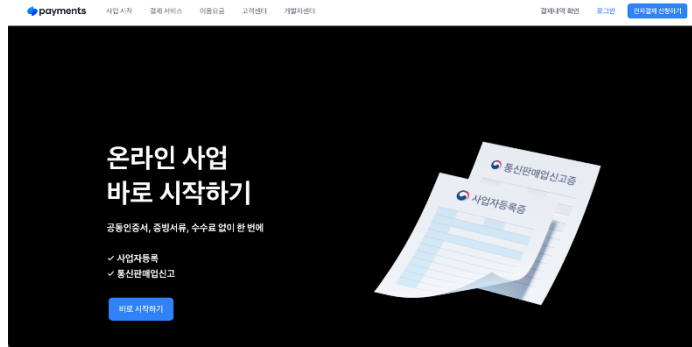 payments
사업 시작
결제 서비스
이용요금
고객센터
개발자센터
결제내역 확인
로그인
전자결제 신청하기
온라인 사업
바로 시작하기
공동인증서, 증빙서류, 수수료 없이 한 번에
✓ 사업자등록
✓ 통신판매업신고
바로 시작하기
통신판매업신고증
사업자등록증